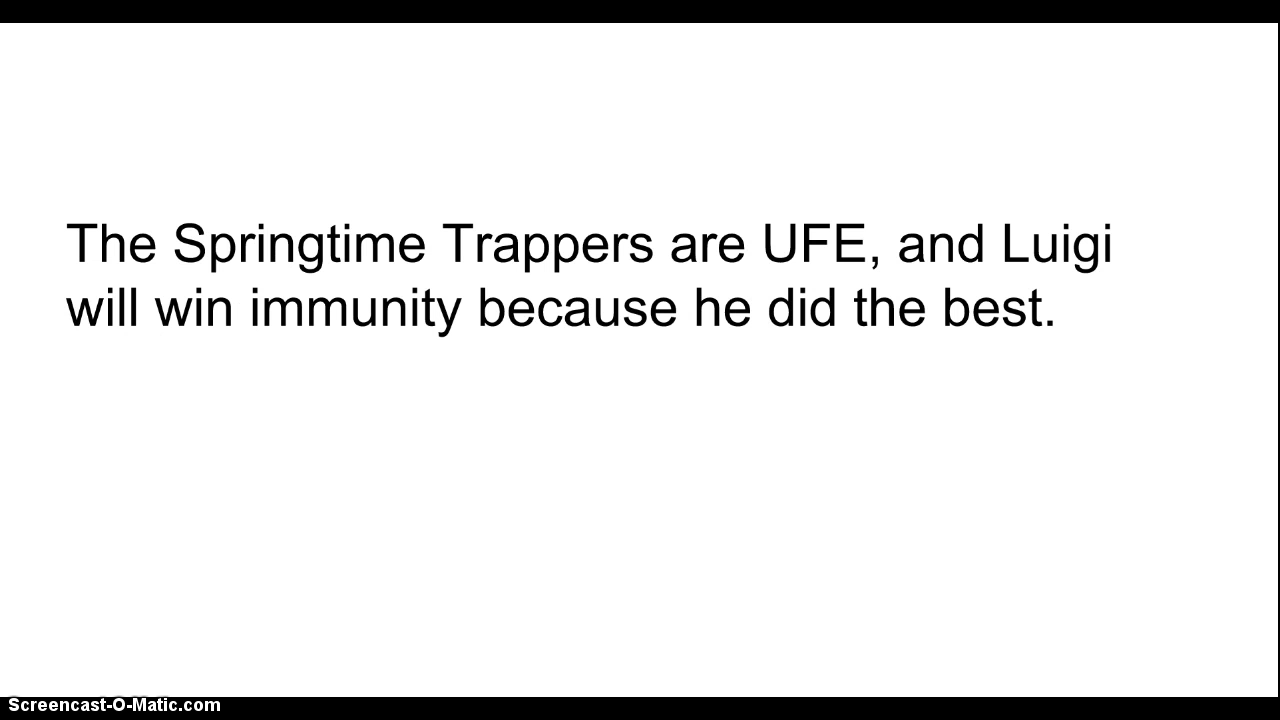 The Springtime Trappers are UFE, and Luigi
will win immunity because he did the best.
Screencast-O-Matic.com